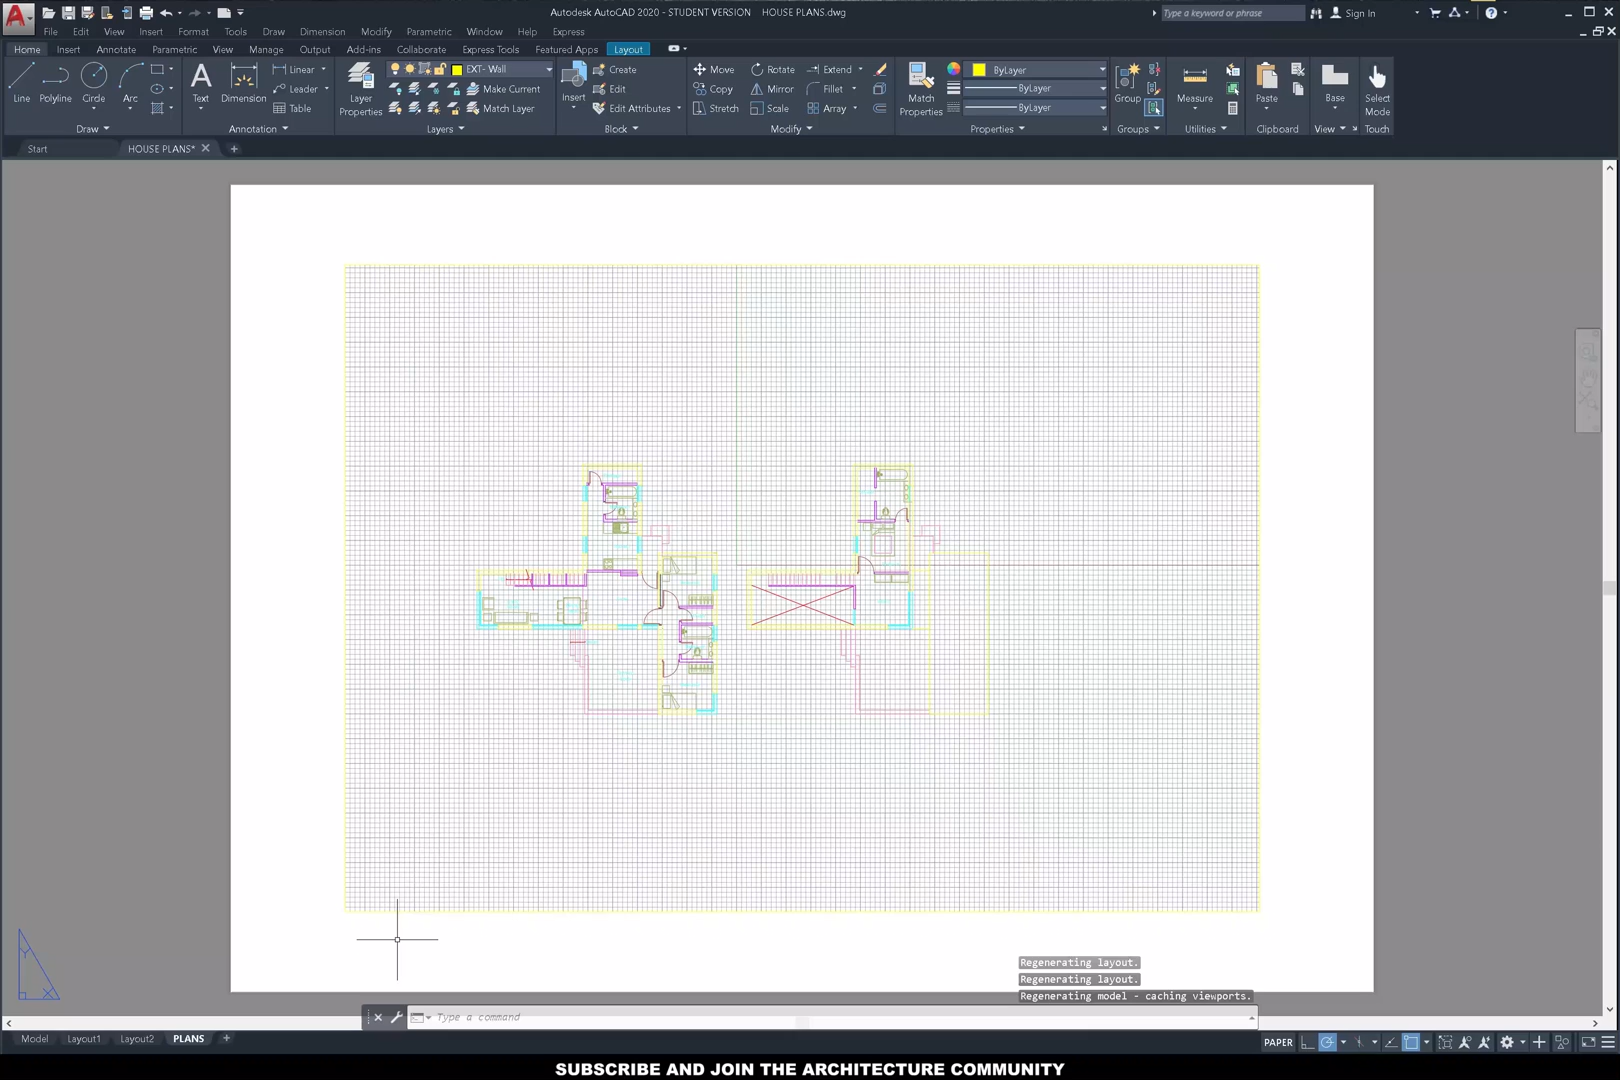 Autodesk AutoCAD 2020 - STUDENT VERSION HOUSE PLANS.dwg
Type a keyword or phrase
Sign In
File Edit View Insert Format Tools Draw Dimension Modify Parametric Window Help Express
Home Insert Annotate Parametric View Manage Output Add-ins Collaborate Express Tools Featured Apps Layout
Line Polyline Circle Arc
Draw
Text Dimension
Linear
Leader
Table
Annotation
Layer Properties
EXT- Wall
Make Current
Match Layer
Layers
Insert
Create
Edit
Edit Attributes
Block
Move Rotate Extend
Copy Mirror Fillet
Stretch Scale Array
Modify
Match Properties
ByLayer
ByLayer
ByLayer
Properties
Group
Groups
Measure
Utilities
Paste
Clipboard
Base
View
Select Mode
Touch
Start HOUSE PLANS*
Regenerating layout.
Regenerating layout.
Regenerating model - caching viewports.
Type a command
Model Layout1 Layout2 PLANS
PAPER
SUBSCRIBE AND JOIN THE ARCHITECTURE COMMUNITY